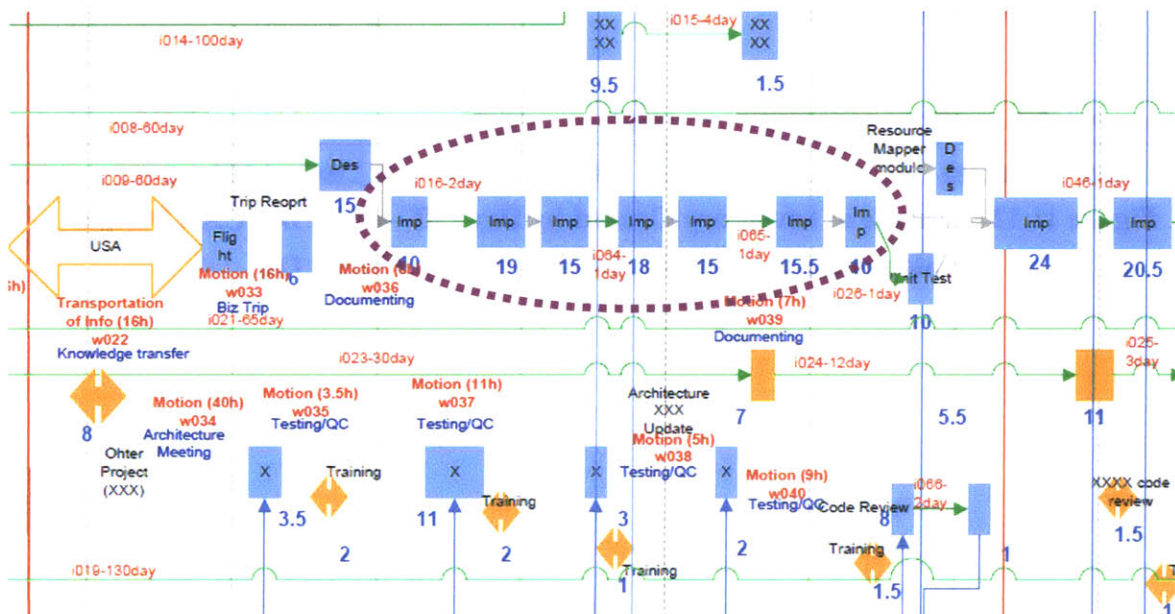 XX
XX
i015-4day
XX
XX
i014-100day
9.5
1.5
i008-60day
Resource
Mapper
module
D
e
s
Des
i009-60day
i016-2day
i046-1day
Trip Reoprt
15
Imp
Imp
Imp
Imp
Imp
Imp
Im
p
Imp
Imp
USA
Flig
ht
6
10
19
15
i064-
1day
18
15
i065-
1day
15.5
10
24
20.5
Motion (16h)
w033
Biz Trip
w036
Documenting
i026-1day
Unit Test
Transportation
of Info (16h)
w022
Knowledge transfer
i021-65day
Motion (7h)
w039
Documenting
10
i023-30day
i024-12day
i025-
3day
Motion (40h)
w034
Architecture
Meeting
Motion (3.5h)
w035
Testing/QC
Motion (11h)
w037
Testing/QC
Architecture
XXX
Update
7
5.5
11
8
Ohter
Project
(XXX)
Motion (5h)
w038
Testing/QC
X
Training
X
Training
X
X
Motion (9h)
w040
Testing/QC
Code Review
i066-
2day
XXXX code
review
3.5
2
11
2
3
2
8
1
1.5
Training
1
Training
1.5
i019-130day